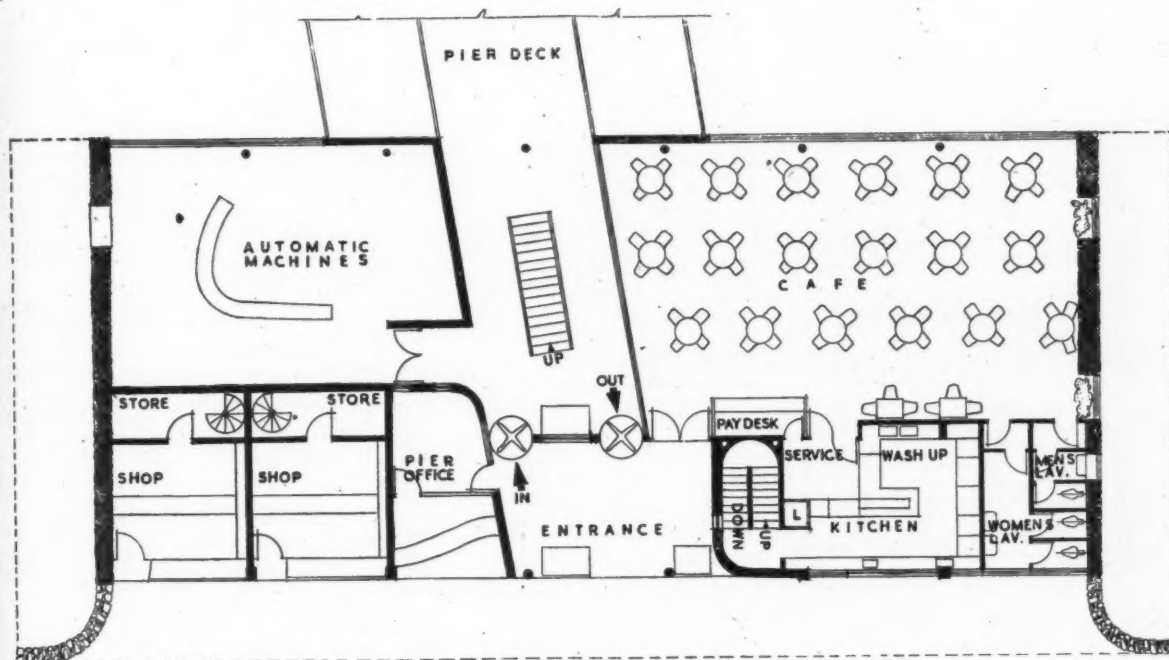 PIER DECK
AUTOMATIC
MACHINES
CAFE
UP
OUT
STORE
STORE
PAY DESK
SERVICE
WASH UP
MENS
LAV.
SHOP
SHOP
PIER
OFFICE
IN
ENTRANCE
DOWN
UP
L
KITCHEN
WOMENS
LAV.